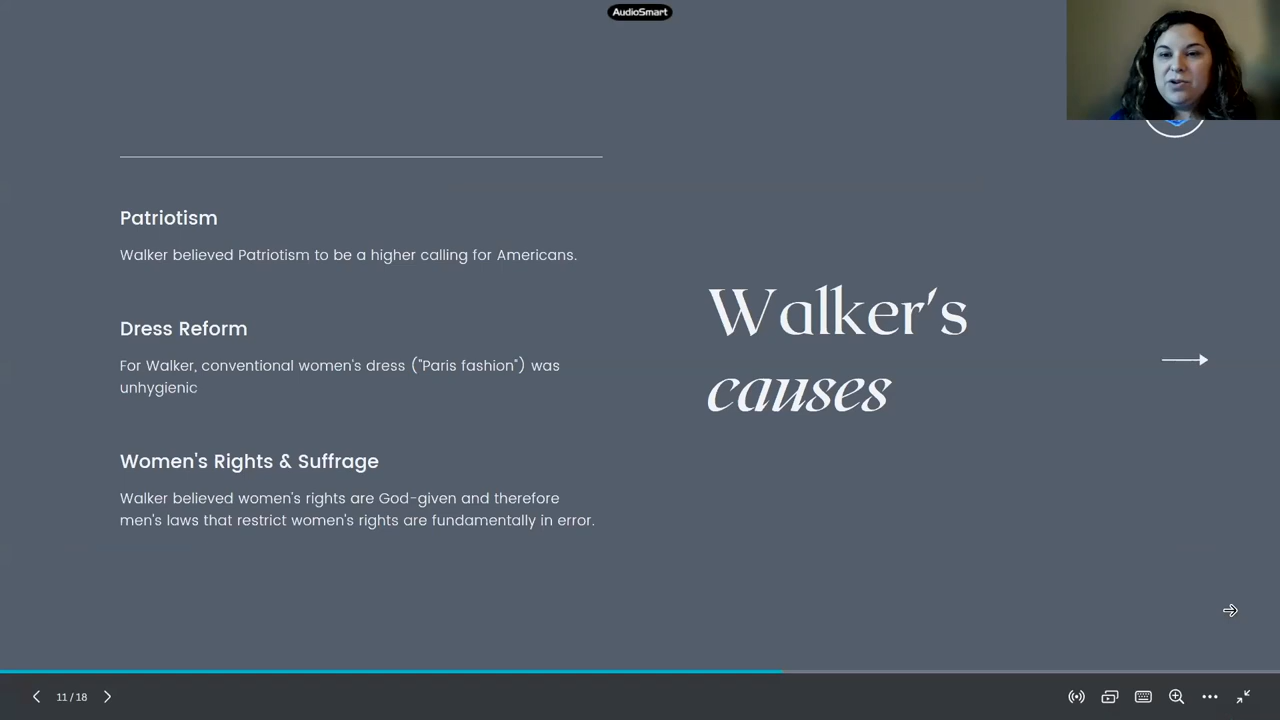 AudioSmart
Patriotism
Walker believed Patriotism to be a higher calling for Americans.
Dress Reform
For Walker, conventional women's dress ("Paris fashion") was
unhygienic
Women's Rights & Suffrage
Walker believed women's rights are God-given and therefore
men's laws that restrict women's rights are fundamentally in error.
Walker's
causes
11 / 18